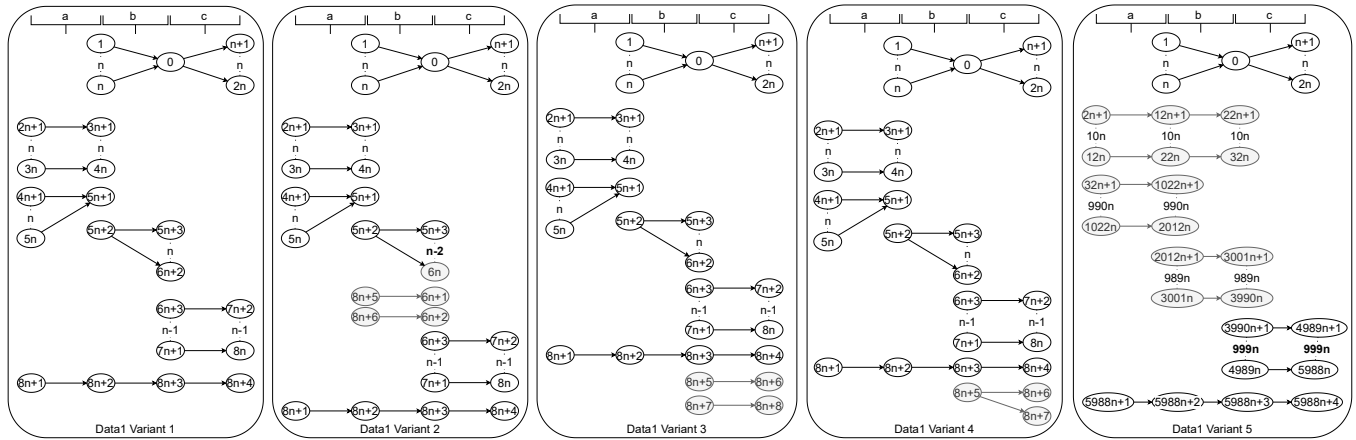 a b c
1 n+1
0
n n
n 2n
2n+1 3n+1
n n
3n 4n
4n+1 5n+1
n
5n 5n+2 5n+3
n
6n+2
6n+3 7n+2
n-1 n-1
7n+1 8n
8n+1 8n+2 8n+3 8n+4
Data1 Variant 1
a b c
1 n+1
0
n n
n 2n
2n+1 3n+1
n n
3n 4n
4n+1 5n+1
n
5n 5n+2 5n+3
n-2
6n
8n+5 6n+1
8n+6 6n+2
6n+3 7n+2
n-1 n-1
7n+1 8n
8n+1 8n+2 8n+3 8n+4
Data1 Variant 2
a b c
1 n+1
0
n n
n 2n
2n+1 3n+1
n n
3n 4n
4n+1 5n+1
n
5n 5n+2 5n+3
n
6n+2
6n+3 7n+2
n-1 n-1
7n+1 8n
8n+1 8n+2 8n+3 8n+4
8n+5 8n+6
8n+7 8n+8
Data1 Variant 3
a b c
1 n+1
0
n n
n 2n
2n+1 3n+1
n n
3n 4n
4n+1 5n+1
n
5n 5n+2 5n+3
n
6n+2
6n+3 7n+2
n-1 n-1
7n+1 8n
8n+1 8n+2 8n+3 8n+4
8n+5 8n+6
8n+7
Data1 Variant 4
a b c
1 n+1
0
n n
n 2n
2n+1 12n+1 22n+1
10n 10n 10n
12n 22n 32n
32n+1 1022n+1
990n 990n
1022n 2012n
2012n+1 3001n+1
989n 989n
3001n 3990n
3990n+1 4989n+1
999n 999n
4989n 5988n
5988n+1 5988n+2 5988n+3 5988n+4
Data1 Variant 5